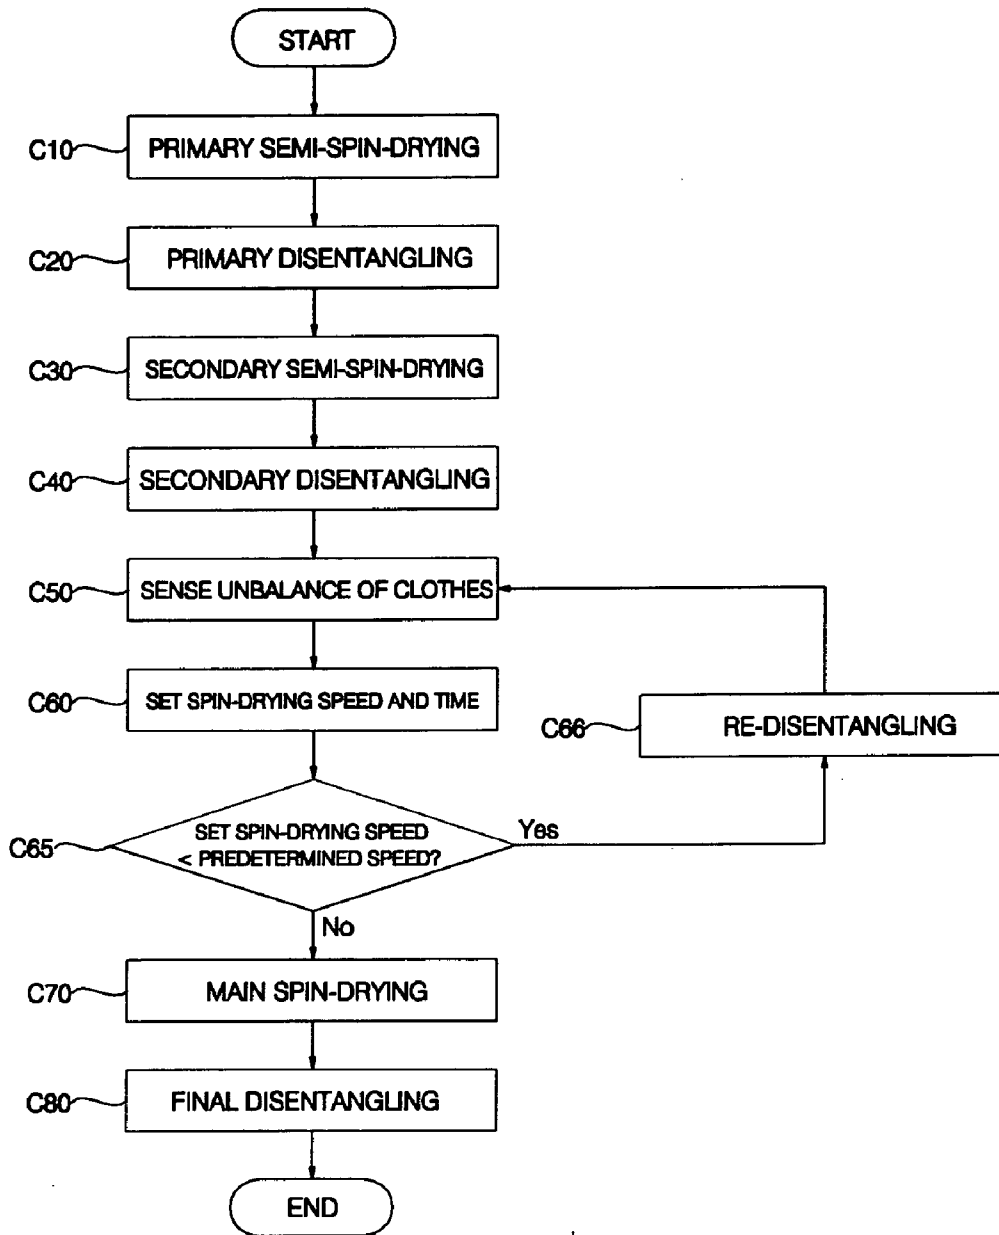 START
C10
PRIMARY SEMI-SPIN-DRYING
C20
PRIMARY DISENTANGLING
C30
SECONDARY SEMI-SPIN-DRYING
C40
SECONDARY DISENTANGLING
C50
SENSE UNBALANCE OF CLOTHES
C60
SET SPIN-DRYING SPEED AND TIME
C66
RE-DISENTANGLING
C65
SET SPIN-DRYING SPEED
< PREDETERMINED SPEED?
Yes
No
C70
MAIN SPIN-DRYING
C80
FINAL DISENTANGLING
END